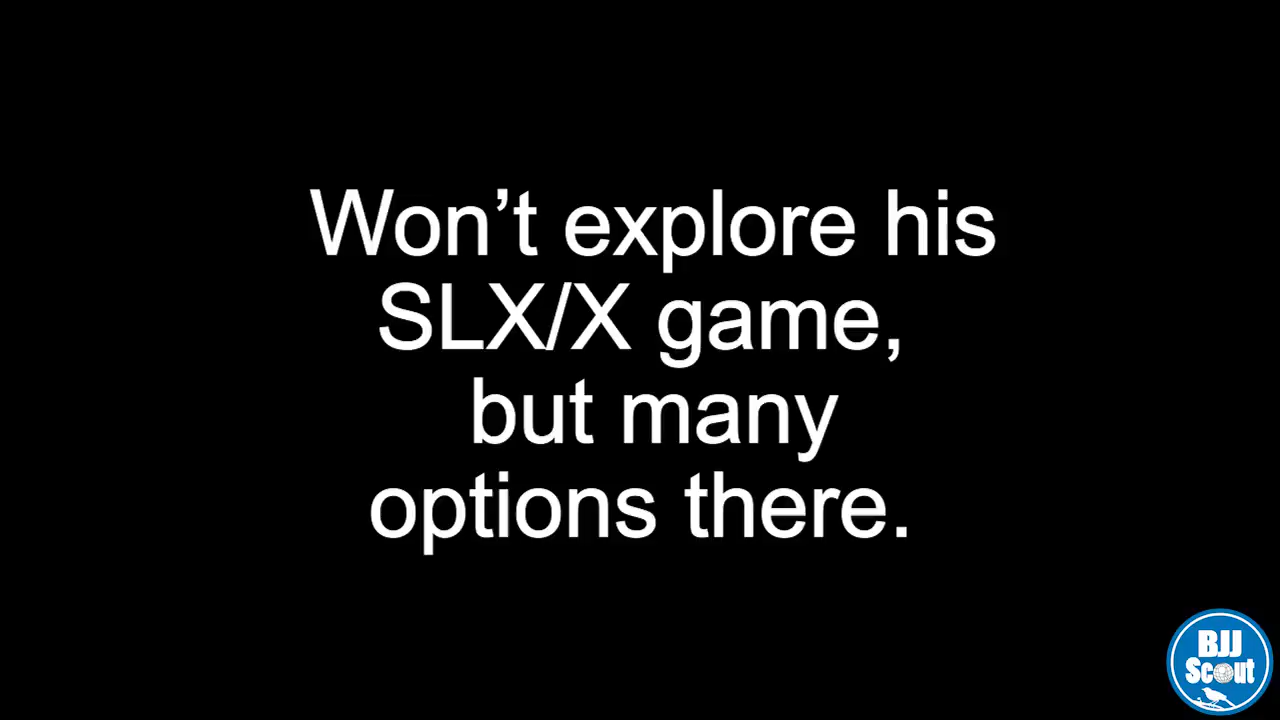 Won’t explore his
SLX/X game,
but many
options there.
BJJ
Scout